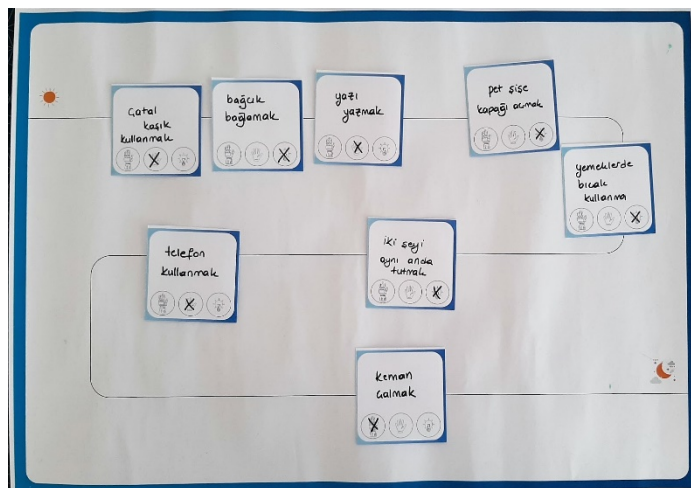 Çatal
kaşık
kullanmak
bağcık
bağlamak
yazı
yazmak
pet şişe
kapağı açmak
yemeklerde
bıcak
kullanma
iki şeyi
aynı anda
tutmak
telefon
kullanmak
keman
çalmak